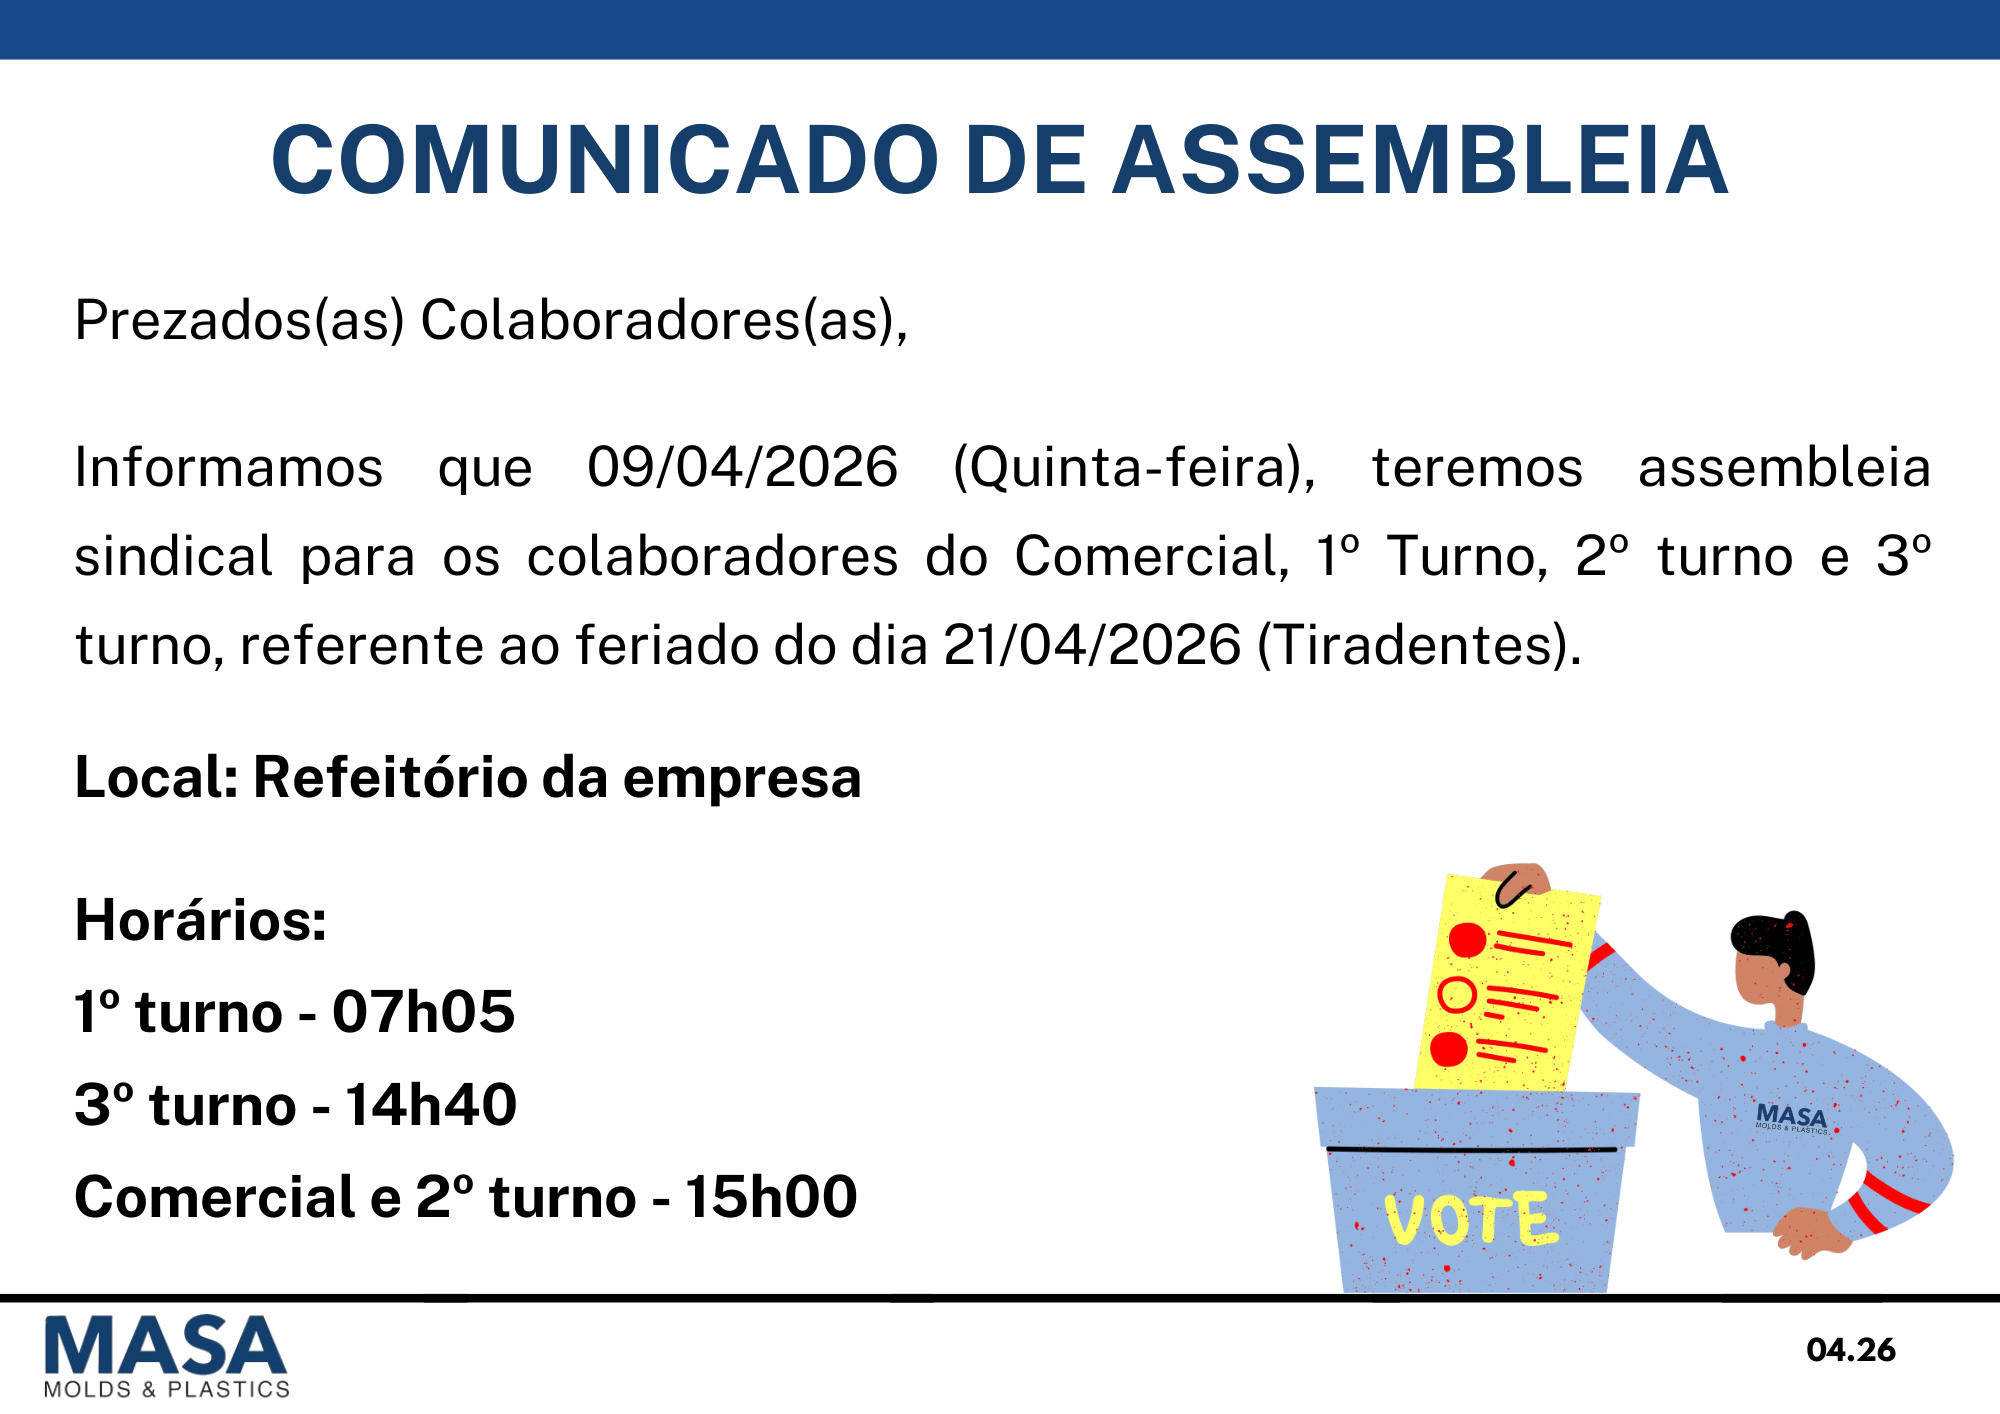 COMUNICADO DE ASSEMBLEIA
Prezados(as) Colaboradores(as),
Informamos que 09/04/2026 (Quinta-feira), teremos assembleia
sindical para os colaboradores do Comercial, 1º Turno, 2º turno e 3º
turno, referente ao feriado do dia 21/04/2026 (Tiradentes).
Local: Refeitório da empresa
Horários:
1º turno - 07h05
3º turno - 14h40
Comercial e 2º turno - 15h00
MASA
MOLDS & PLASTICS
VOTE
MASA
MOLDS & PLASTICS
04.26